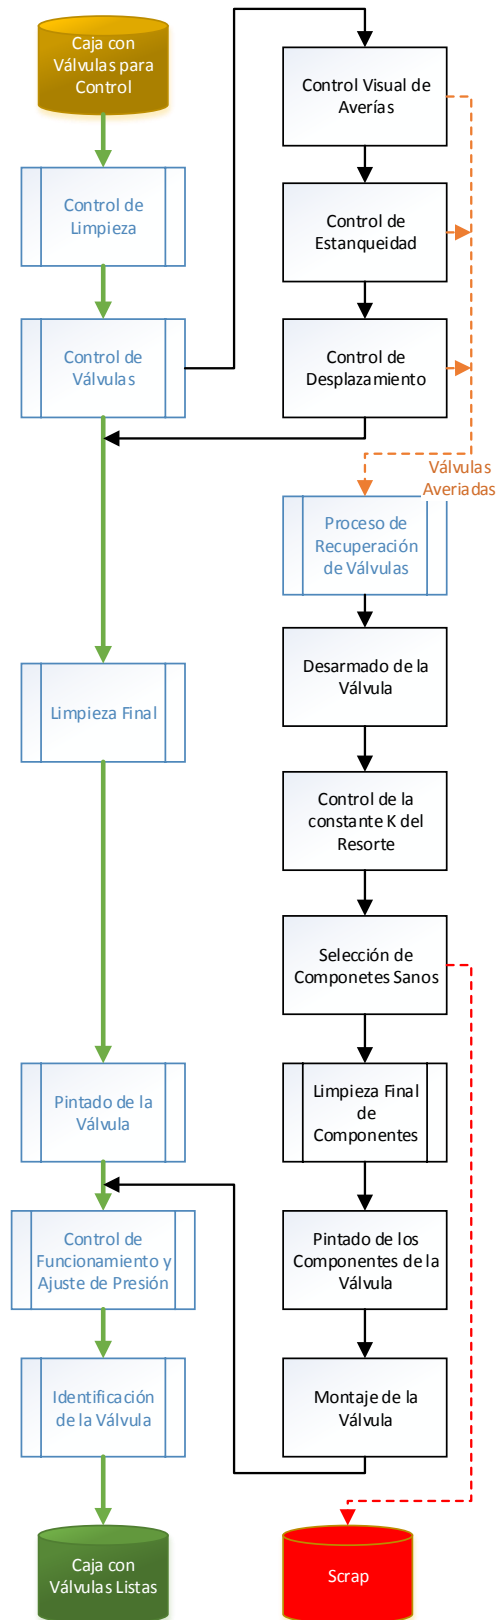 Caja con
Válvulas para
Control
Control de
Limpieza
Control de
Válvulas
Control Visual de
Averías
Control de
Estanqueidad
Control de
Desplazamiento
Válvulas
Averiadas
Proceso de
Recuperación
de Válvulas
Desarmado de la
Válvula
Limpieza Final
Control de la
constante K del
Resorte
Selección de
Componetes Sanos
Pintado de la
Válvula
Limpieza Final
de
Componentes
Control de
Funcionamiento y
Ajuste de Presión
Pintado de los
Componentes de la
Válvula
Identificación
de la Válvula
Montaje de la
Válvula
Caja con
Válvulas Listas
Scrap